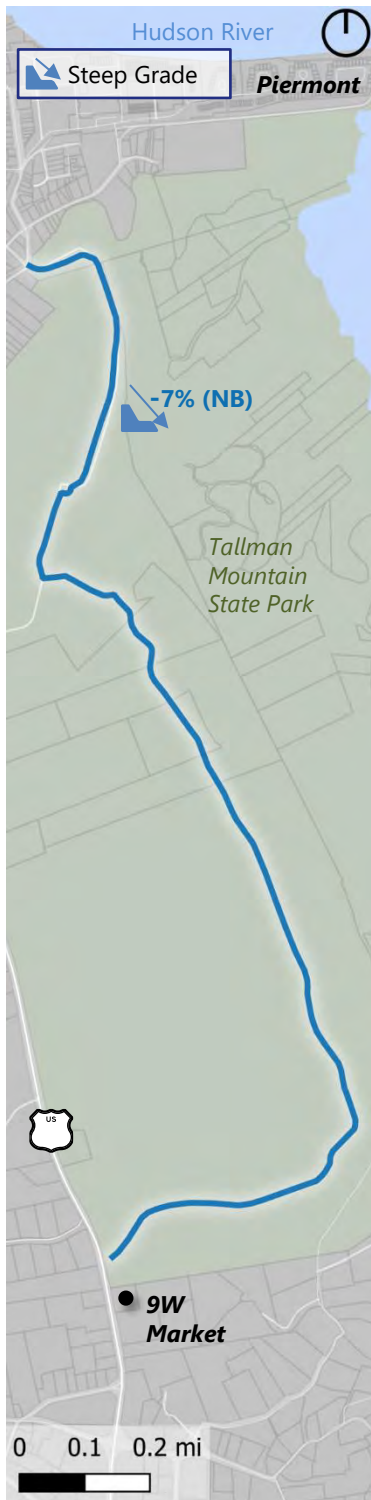 Hudson River
Steep Grade
Piermont
-7% (NB)
Tallman
Mountain
State Park
US
9W
Market
0 0.1 0.2 mi